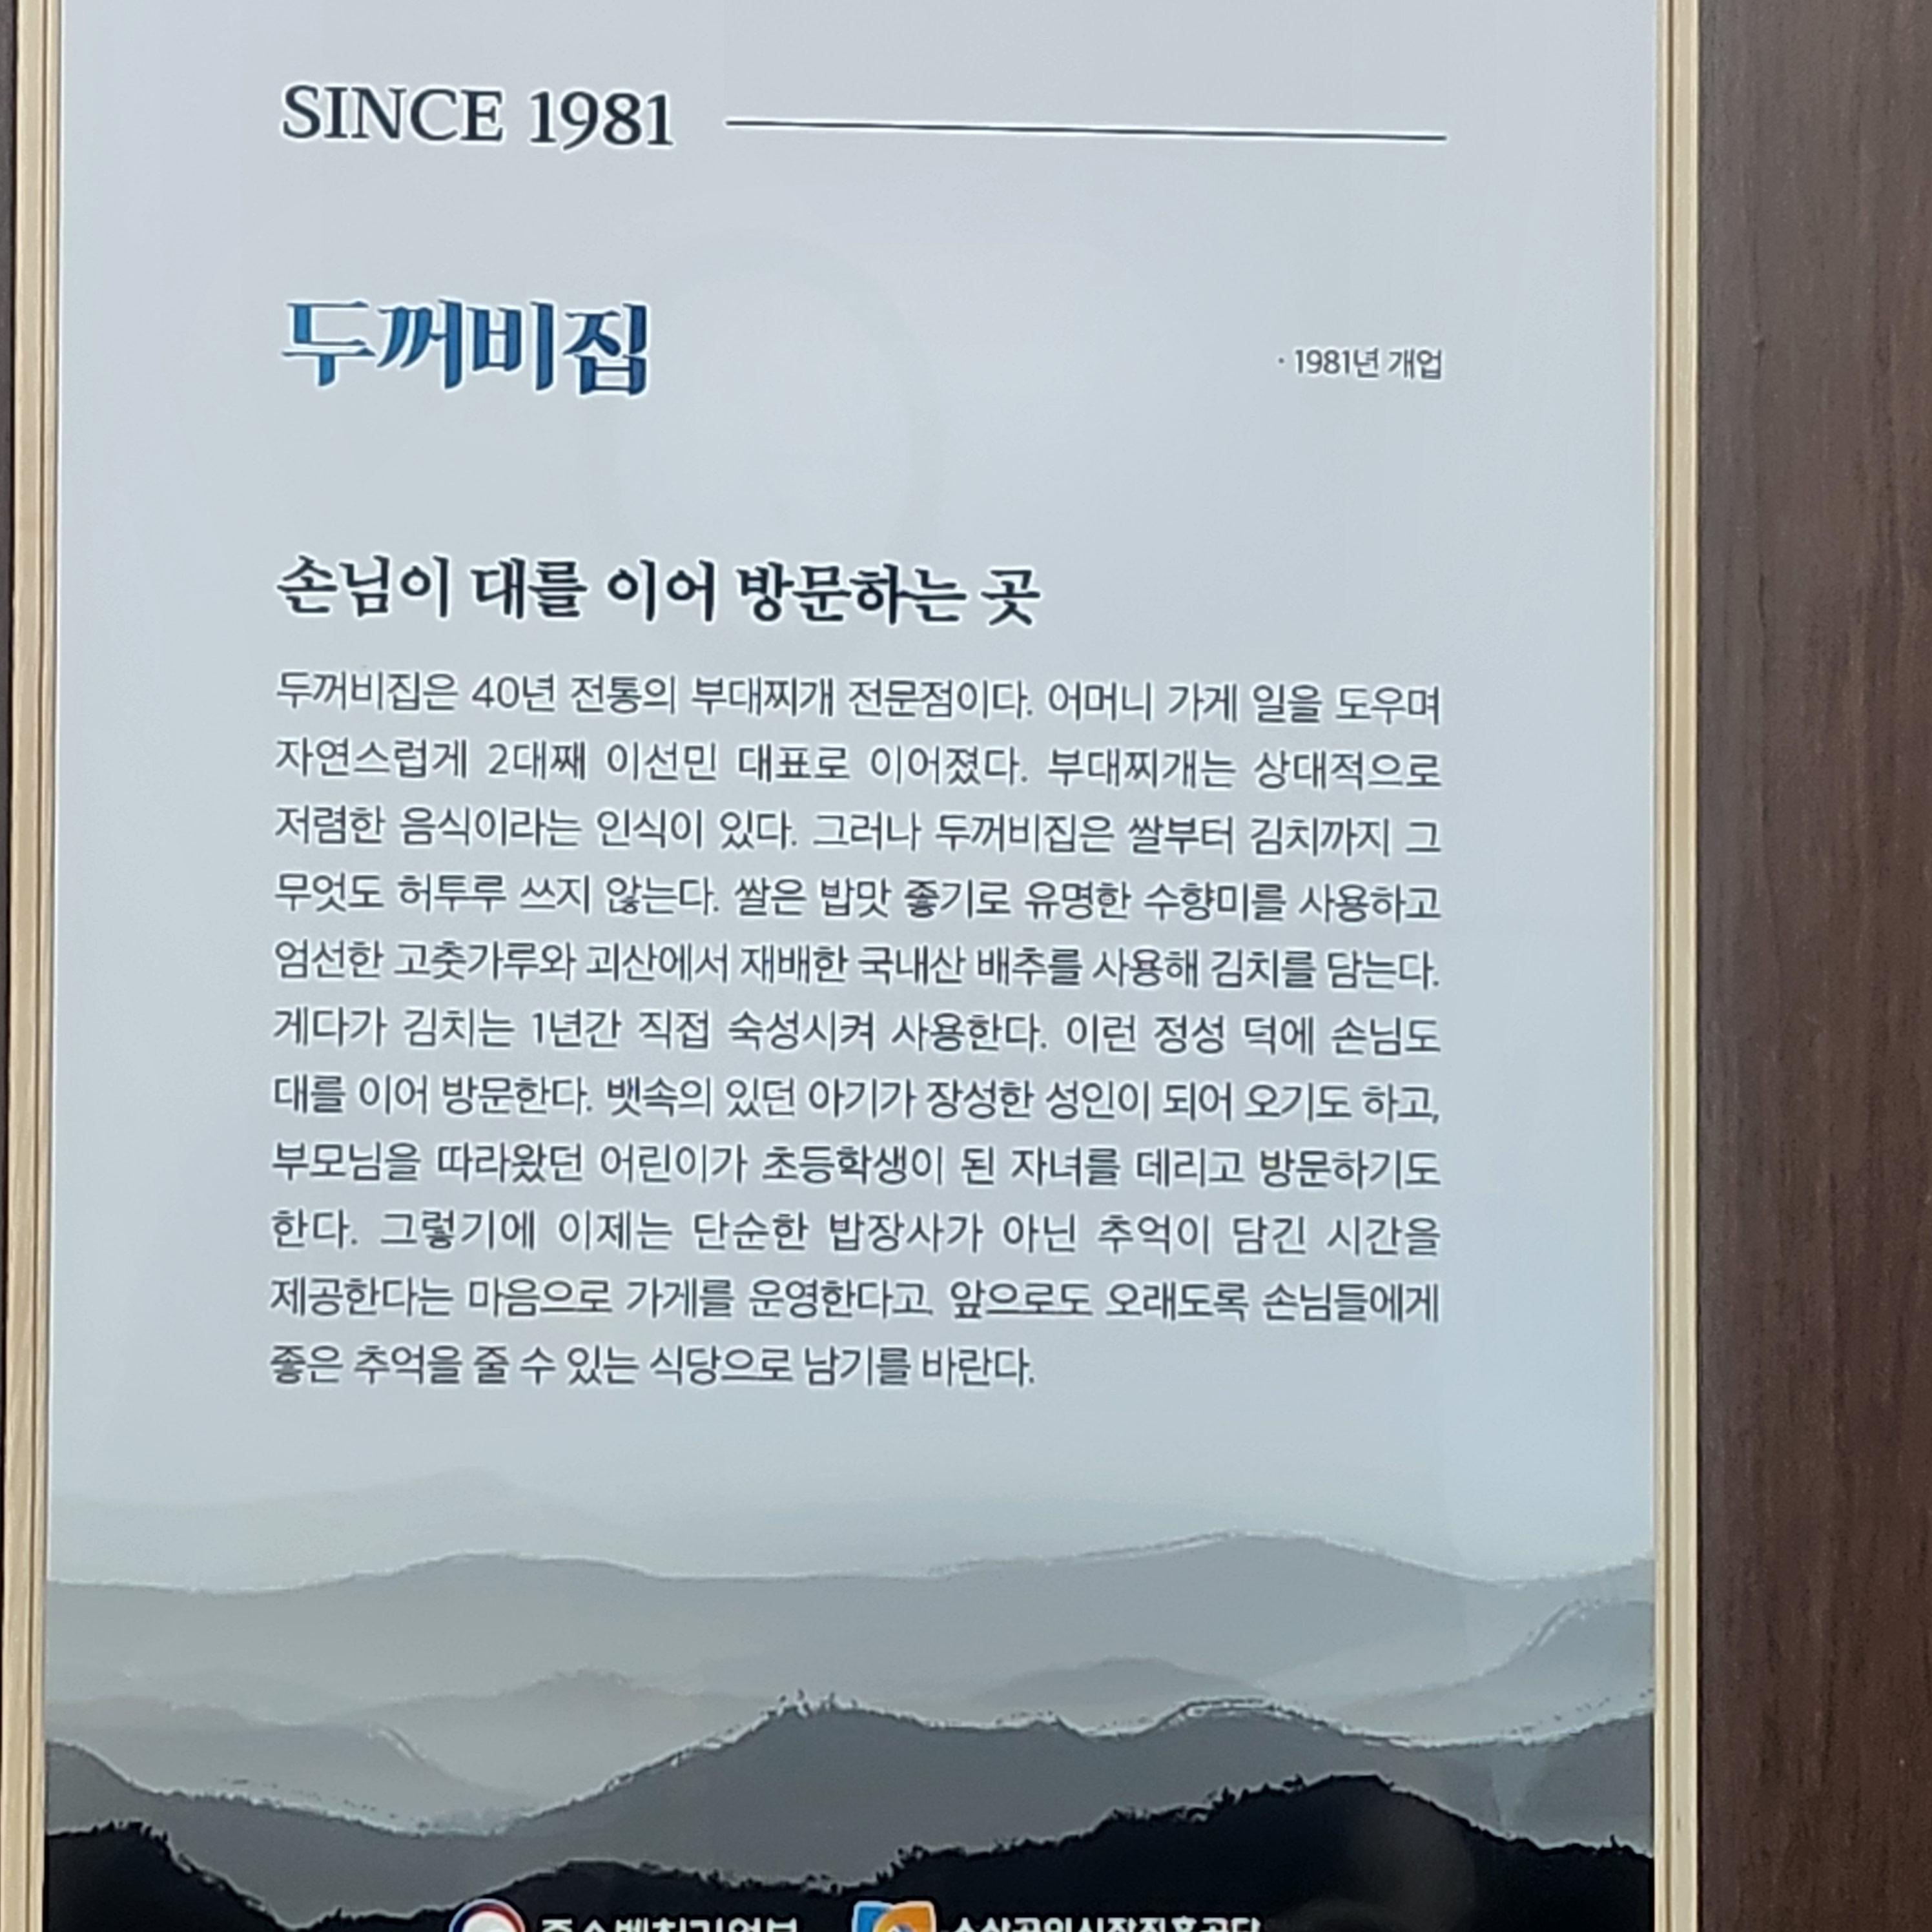 SINCE 1981
두꺼비집
· 1981년 개업
손님이 대를 이어 방문하는 곳
두꺼비집은 40년 전통의 부대찌개 전문점이다. 어머니 가게 일을 도우며
자연스럽게 2대째 이선민 대표로 이어졌다. 부대찌개는 상대적으로
저렴한 음식이라는 인식이 있다. 그러나 두꺼비집은 쌀부터 김치까지 그
무엇도 허투루 쓰지 않는다. 쌀은 밥맛 좋기로 유명한 수향미를 사용하고
엄선한 고춧가루와 괴산에서 재배한 국내산 배추를 사용해 김치를 담는다.
게다가 김치는 1년간 직접 숙성시켜 사용한다. 이런 정성 덕에 손님도
대를 이어 방문한다. 뱃속의 있던 아기가 장성한 성인이 되어 오기도 하고,
부모님을 따라왔던 어린이가 초등학생이 된 자녀를 데리고 방문하기도
한다. 그렇기에 이제는 단순한 밥장사가 아닌 추억이 담긴 시간을
제공한다는 마음으로 가게를 운영한다고. 앞으로도 오래도록 손님들에게
좋은 추억을 줄 수 있는 식당으로 남기를 바란다.
중소벤처기업부 소상공인시장진흥공단